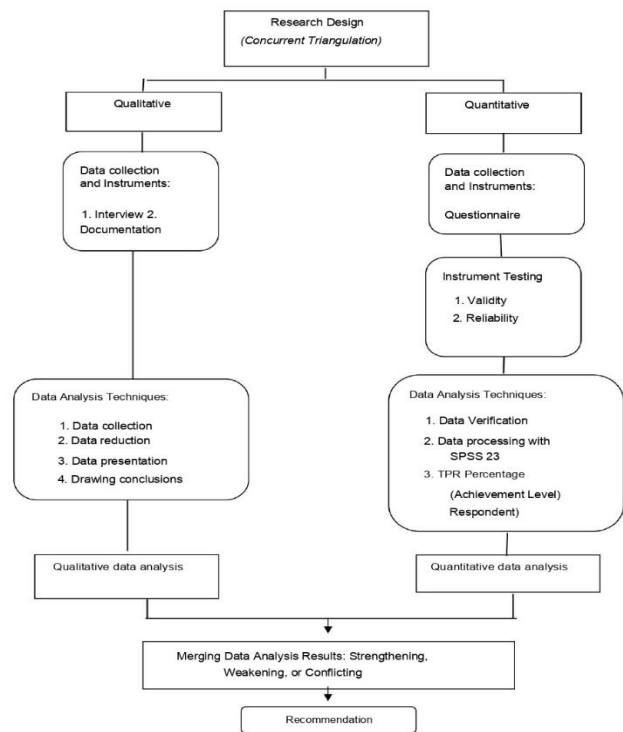 Research Design
(Concurrent Triangulation)
Qualitative
Quantitative
Data collection
and Instruments:
1. Interview 2.
Documentation
Data collection
and Instruments:
Questionnaire
Instrument Testing
1. Validity
2. Reliability
Data Analysis Techniques:
1. Data collection
2. Data reduction
3. Data presentation
4. Drawing conclusions
Data Analysis Techniques:
1. Data Verification
2. Data processing with
SPSS 23
3. TPR Percentage
(Achievement Level)
Respondent)
Qualitative data analysis
Quantitative data analysis
Merging Data Analysis Results: Strengthening,
Weakening, or Conflicting
Recommendation